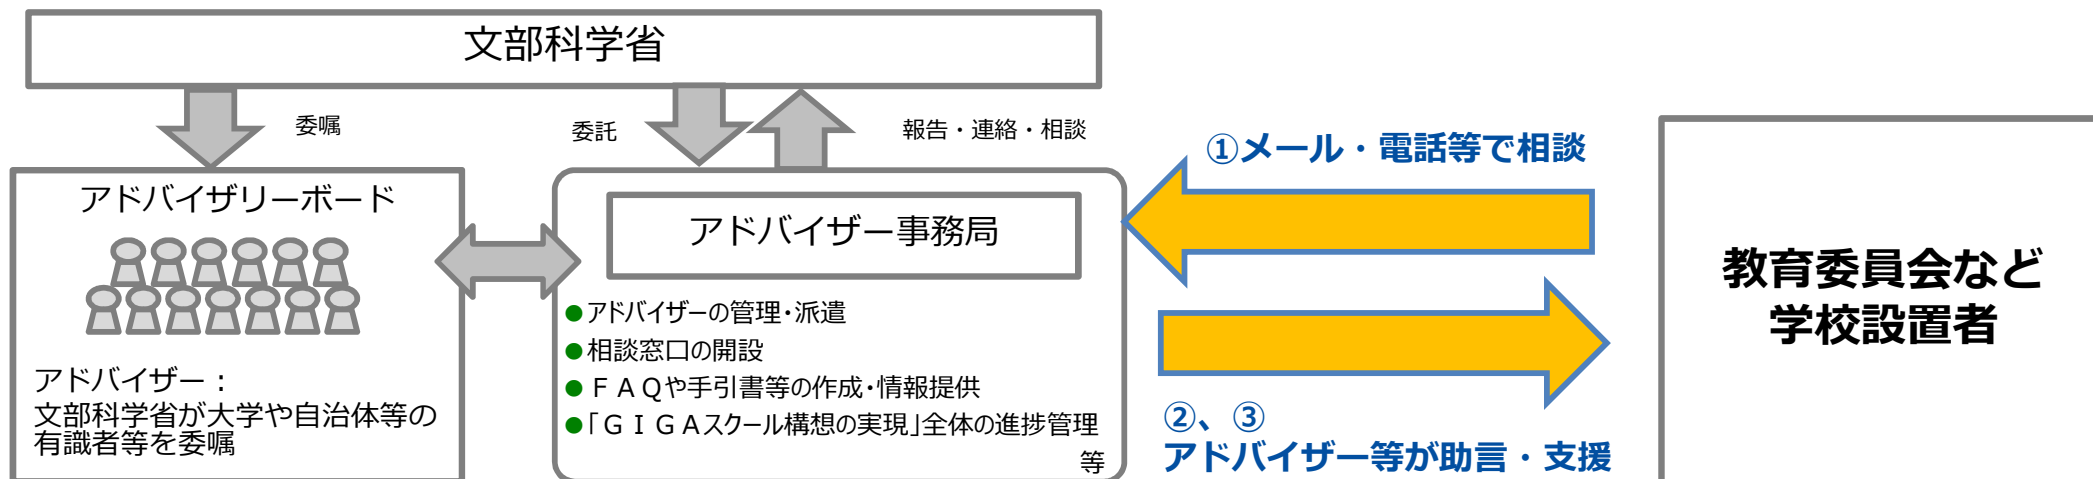 文部科学省
委嘱
委託
報告・連絡・相談
①メール・電話等で相談
アドバイザリーボード
アドバイザー事務局
教育委員会など
学校設置者
●アドバイザーの管理・派遣
●相談窓口の開設
●ＦＡＱや手引書等の作成・情報提供
●「ＧＩＧＡスクール構想の実現」全体の進捗管理
等
アドバイザー：
文部科学省が大学や自治体等の
有識者等を委嘱
②、③
アドバイザー等が助言・支援